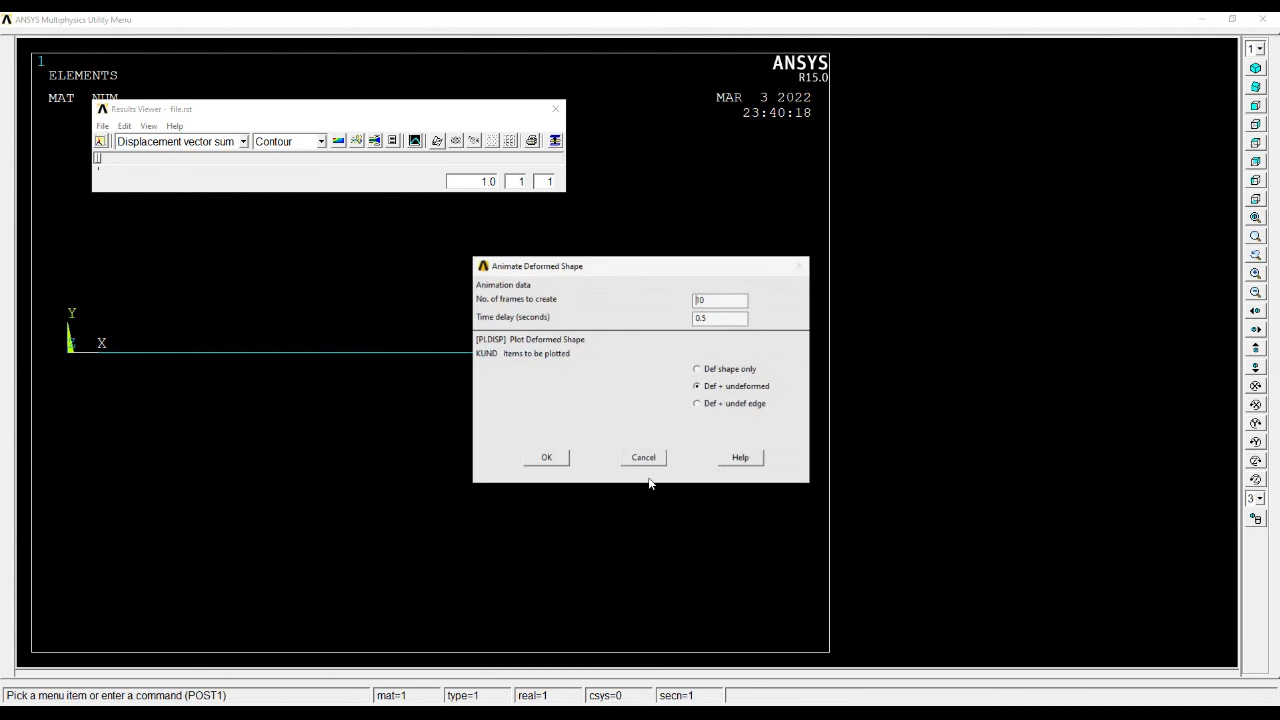 ANSYS Multiphysics Utility Menu
1
ELEMENTS
MAT NUM
ANSYS
R15.0
MAR 3 2022
23:40:18
Results Viewer - file.rst
File Edit View Help
Displacement vector sum Contour
1.0 1 1
Y
Z X
Animate Deformed Shape
Animation data
No. of frames to create 10
Time delay (seconds) 0.5
[PLDISP] Plot Deformed Shape
KUND Items to be plotted
Def shape only
Def + undeformed
Def + undef edge
OK Cancel Help
1
3
Pick a menu item or enter a command (POST1) mat=1 type=1 real=1 csys=0 secn=1